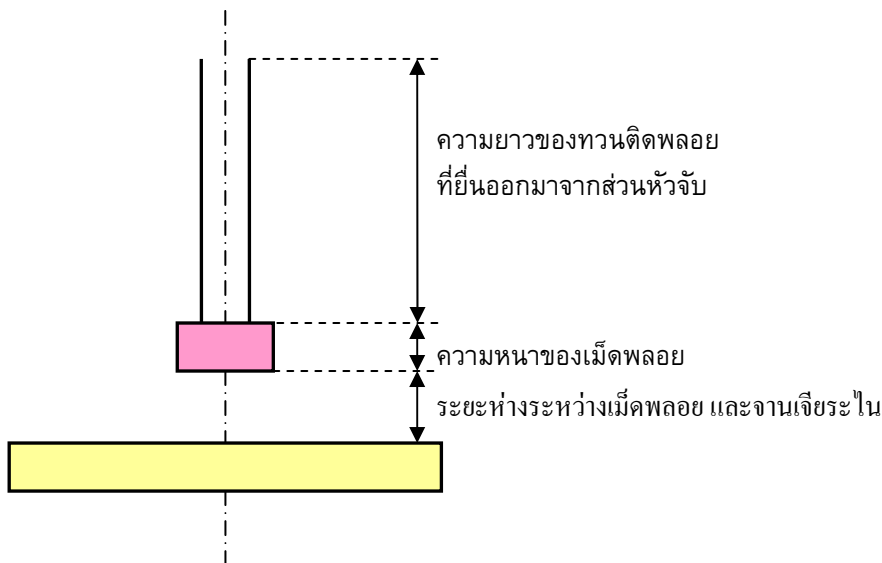 ความยาวของทวนติดพลอย
ที่ยื่นออกมาจากส่วนหัวจับ
ความหนาของเม็ดพลอย
ระยะห่างระหว่างเม็ดพลอย และจานเจียระไน